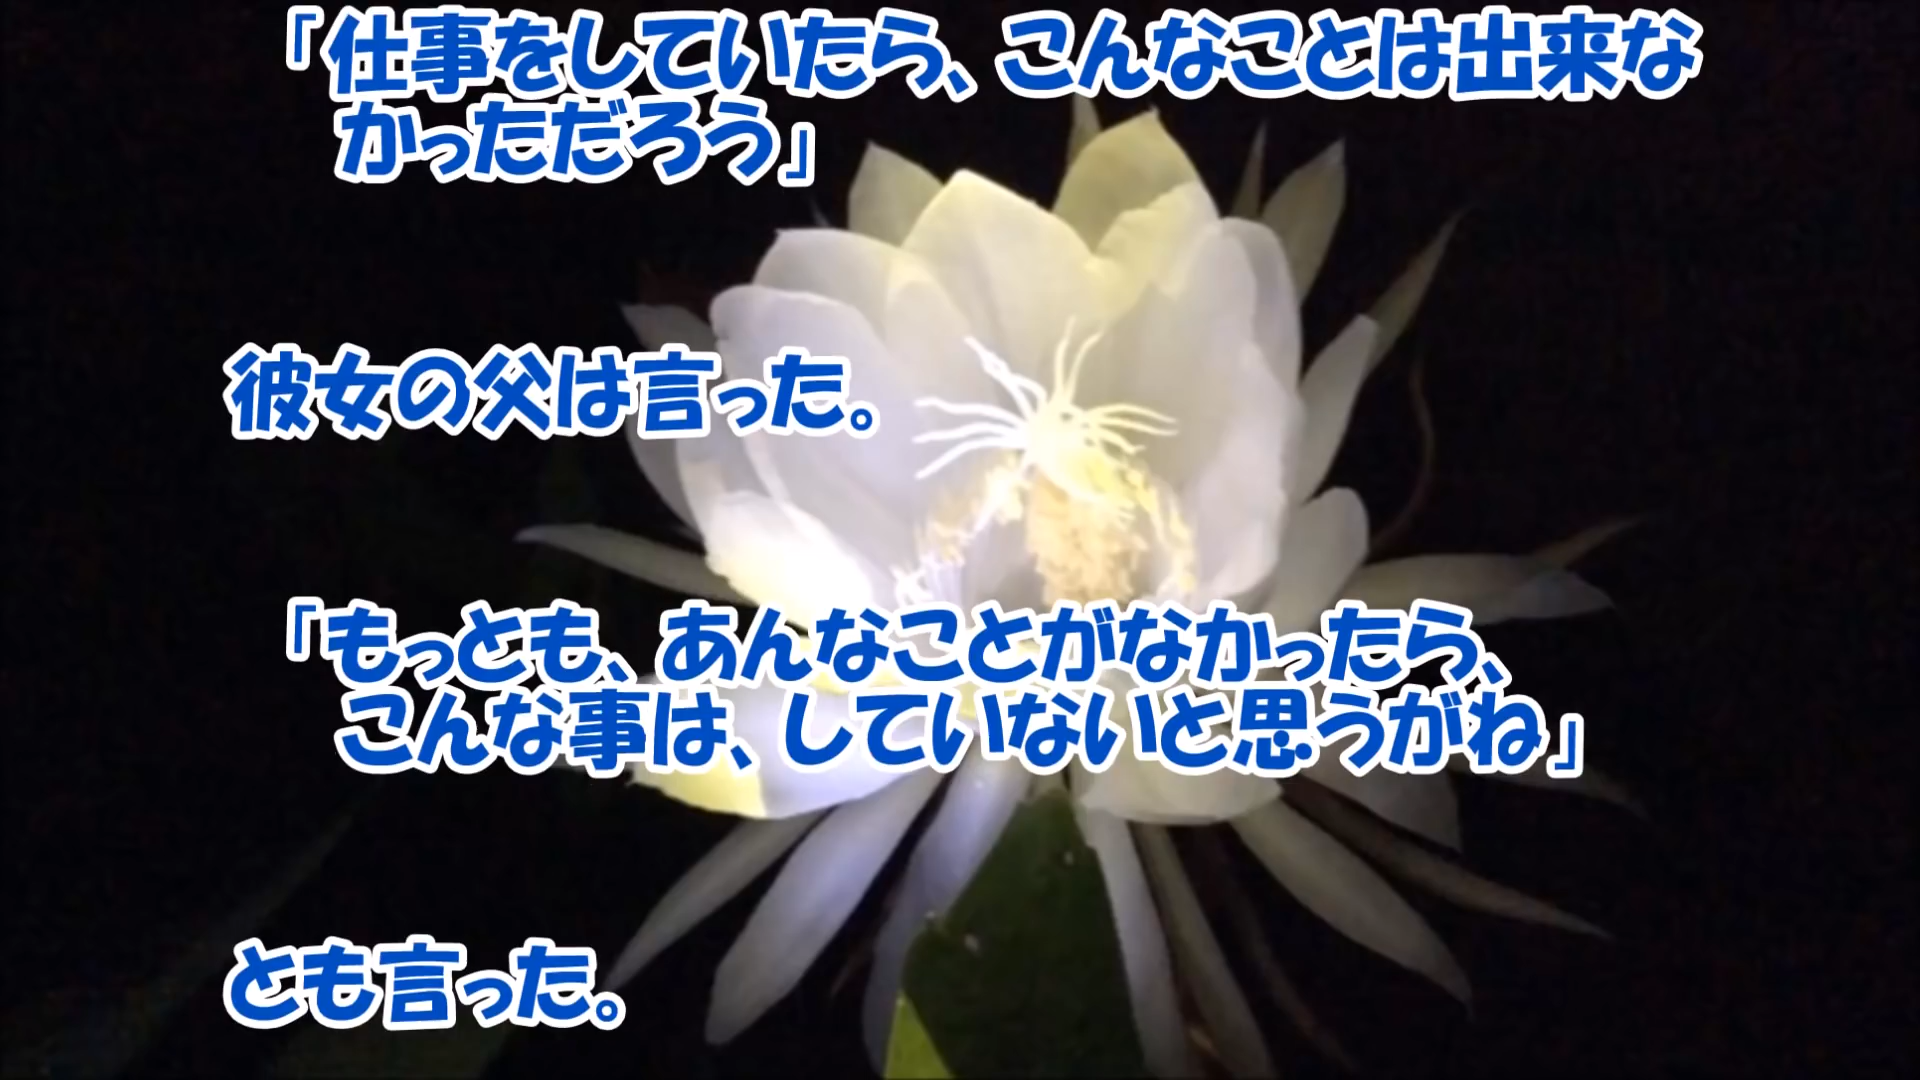 「仕事をしていたら、こんなことは出来な
かっただろう」
彼女の父は言った。
「もっとも、あんなことがなかったら、
こんな事は、していないと思うがね」
とも言った。